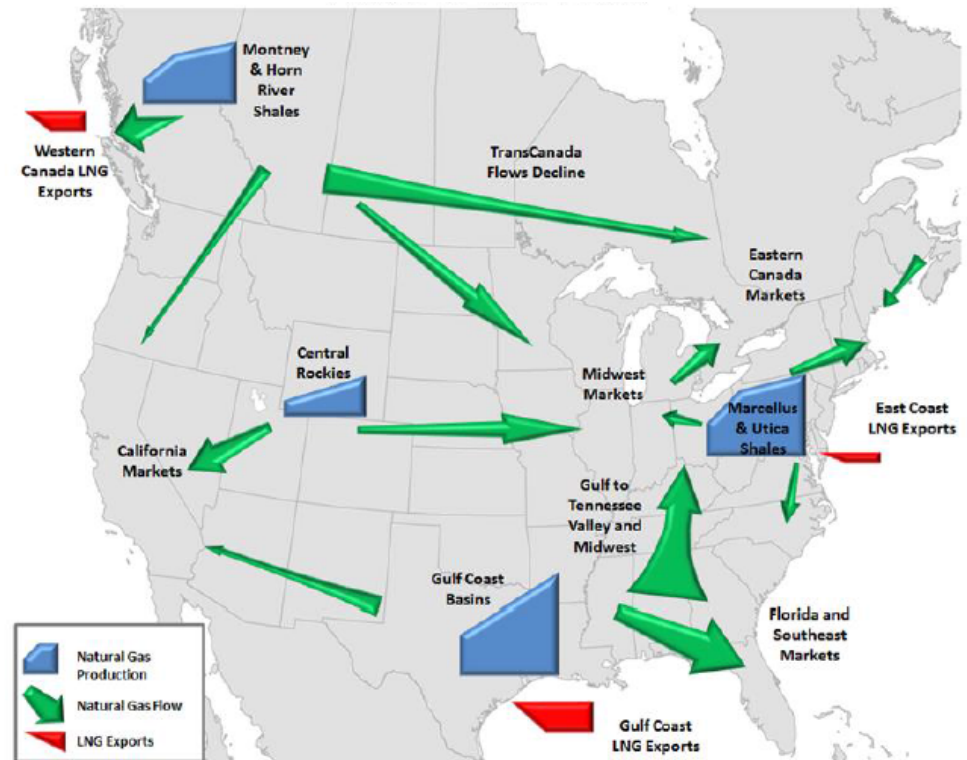 Montney
& Horn
River
Shales
Western
Canada LNG
Exports
TransCanada
Flows Decline
Eastern
Canada
Markets
Central
Rockies
Midwest
Markets
Marcellus
& Utica
Shales
East Coast
LNG Exports
California
Markets
Gulf to
Tennessee
Valley and
Midwest
Gulf Coast
Basins
Florida and
Southeast
Markets
Gulf Coast
LNG Exports
Natural Gas
Production
Natural Gas Flow
LNG Exports